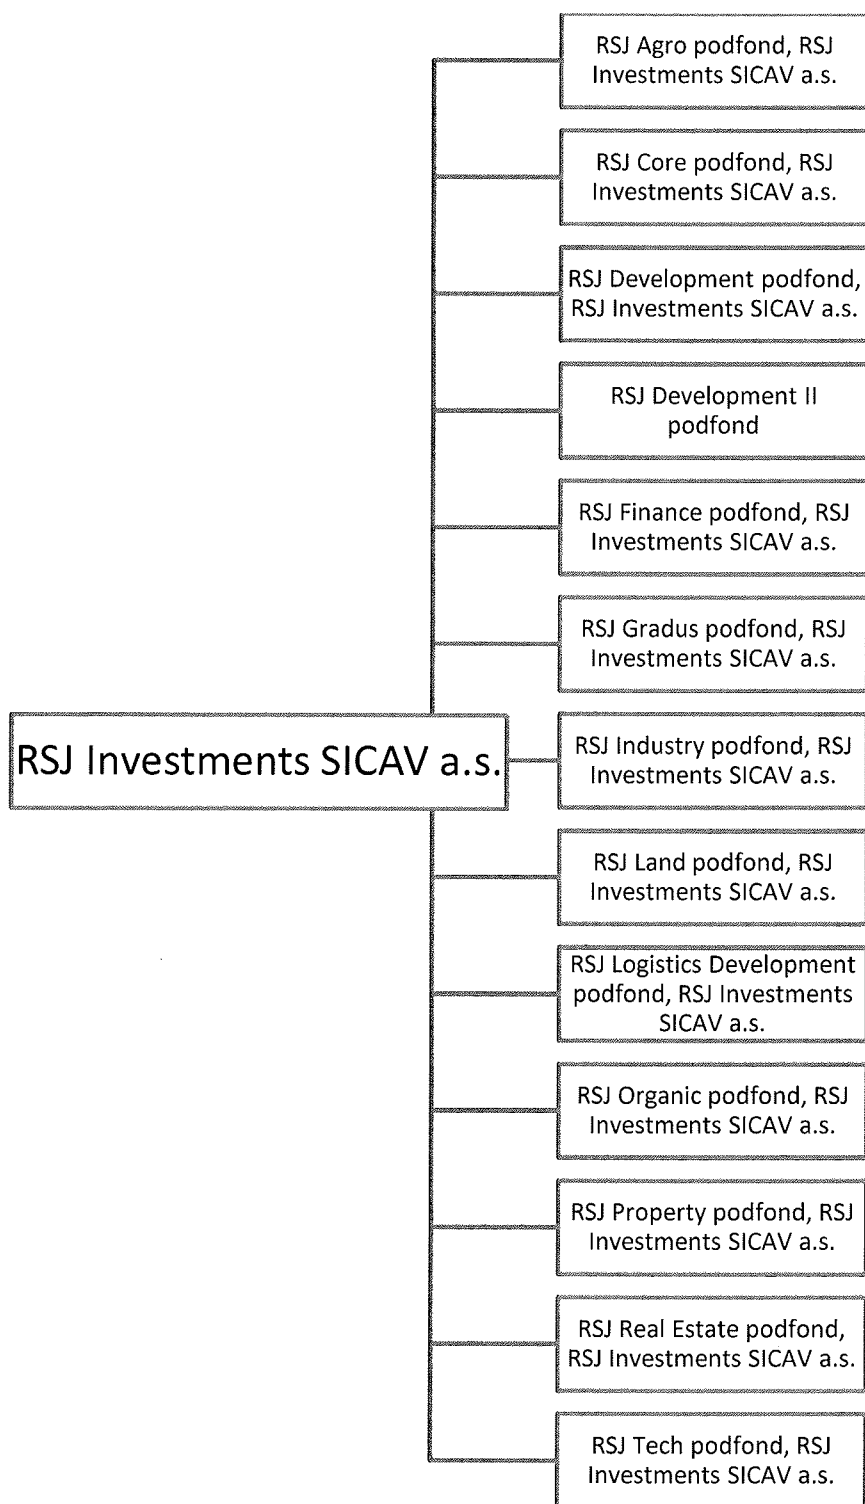 RSJ Agro podfond, RSJ
Investments SICAV a.s.
RSJ Core podfond, RSJ
Investments SICAV a.s.
RSJ Development podfond,
RSJ Investments SICAV a.s.
RSJ Development II
podfond
RSJ Finance podfond, RSJ
Investments SICAV a.s.
RSJ Gradus podfond, RSJ
Investments SICAV a.s.
RSJ Investments SICAV a.s.
RSJ Industry podfond, RSJ
Investments SICAV a.s.
RSJ Land podfond, RSJ
Investments SICAV a.s.
RSJ Logistics Development
podfond, RSJ Investments
SICAV a.s.
RSJ Organic podfond, RSJ
Investments SICAV a.s.
RSJ Property podfond, RSJ
Investments SICAV a.s.
RSJ Real Estate podfond,
RSJ Investments SICAV a.s.
RSJ Tech podfond, RSJ
Investments SICAV a.s.